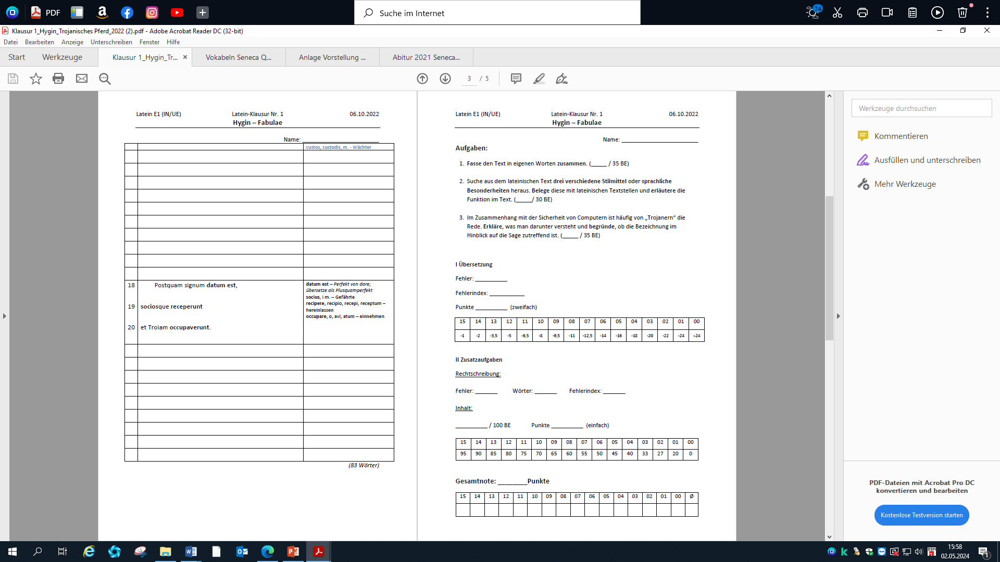 PDF
Suche im Internet
74
Klausur 1_Hygin_Trojanisches Pferd_2022 (2).pdf - Adobe Acrobat Reader DC (32-bit)
Datei Bearbeiten Anzeige Unterschreiben Fenster Hilfe
Start Werkzeuge Klausur 1_Hygin_Tr... × Vokabeln Seneca Q... Anlage Vorstellung ... Abitur 2021 Seneca...
3 / 5
Latein E1 (IN/UE) Latein-Klausur Nr. 1 06.10.2022
Hygin – Fabulae
Name: ________________________
custos, custodis, m. - Wächter
18 Postquam signum datum est,
19 sociosque receperunt
20 et Troiam occupaverunt.
datum est – Perfekt von dare;
übersetze als Plusquamperfekt
socius, i m. – Gefährte
recipere, recipio, recepi, receptum –
hereinlassen
occupare, o, avi, atum – einnehmen
(83 Wörter)
Latein E1 (IN/UE) Latein-Klausur Nr. 1 06.10.2022
Hygin – Fabulae
Name: ________________________
Aufgaben:
1. Fasse den Text in eigenen Worten zusammen. (_____ / 35 BE)
2. Suche aus dem lateinischen Text drei verschiedene Stilmittel oder sprachliche
Besonderheiten heraus. Belege diese mit lateinischen Textstellen und erläutere die
Funktion im Text. (_____/ 30 BE)
3. Im Zusammenhang mit der Sicherheit von Computern ist häufig von „Trojanern“ die
Rede. Erkläre, was man darunter versteht und begründe, ob die Bezeichnung im
Hinblick auf die Sage zutreffend ist. (_____ / 35 BE)
I Übersetzung
Fehler: __________
Fehlerindex: ___________
Punkte __________ (zweifach)
15 14 13 12 11 10 09 08 07 06 05 04 03 02 01 00
-1 -2 -3,5 -5 -6,5 -8 -9,5 -11 -12,5 -14 -16 -18 -20 -22 -24 >24
II Zusatzaufgaben
Rechtschreibung:
Fehler: _______ Wörter: _______ Fehlerindex: _______
Inhalt:
__________ / 100 BE Punkte __________ (einfach)
15 14 13 12 11 10 09 08 07 06 05 04 03 02 01 00
95 90 85 80 75 70 65 60 55 50 45 40 33 27 20 0
Gesamtnote: ________Punkte
15 14 13 12 11 10 09 08 07 06 05 04 03 02 01 00 Ø
Werkzeuge durchsuchen
Kommentieren
Ausfüllen und unterschreiben
Mehr Werkzeuge
PDF-Dateien mit Acrobat Pro DC
konvertieren und bearbeiten
Kostenlose Testversion starten
15:58
02.05.2024
1